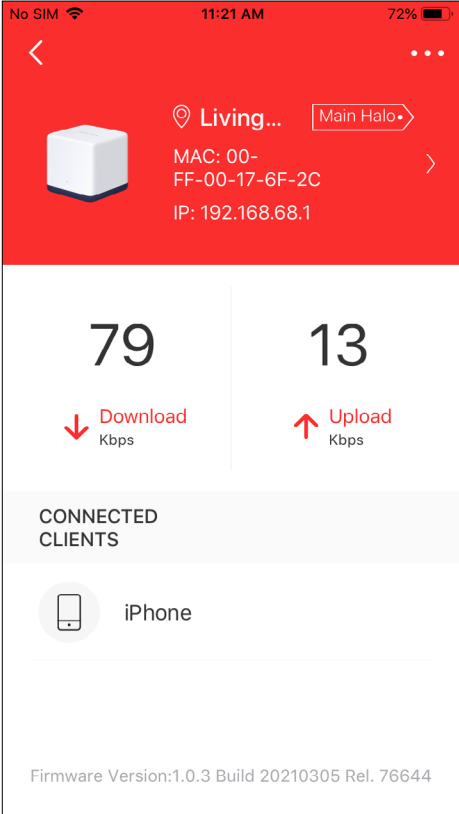 No SIM 11:21 AM 72%
Living... Main Halo
MAC: 00-
FF-00-17-6F-2C
IP: 192.168.68.1
79 13
Download Upload
Kbps Kbps
CONNECTED
CLIENTS
iPhone
Firmware Version:1.0.3 Build 20210305 Rel. 76644